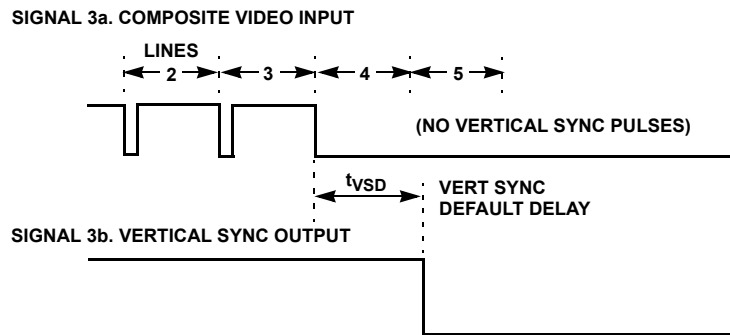 SIGNAL 3a. COMPOSITE VIDEO INPUT
LINES
2 3 4 5
(NO VERTICAL SYNC PULSES)
tVSD
VERT SYNC
DEFAULT DELAY
SIGNAL 3b. VERTICAL SYNC OUTPUT